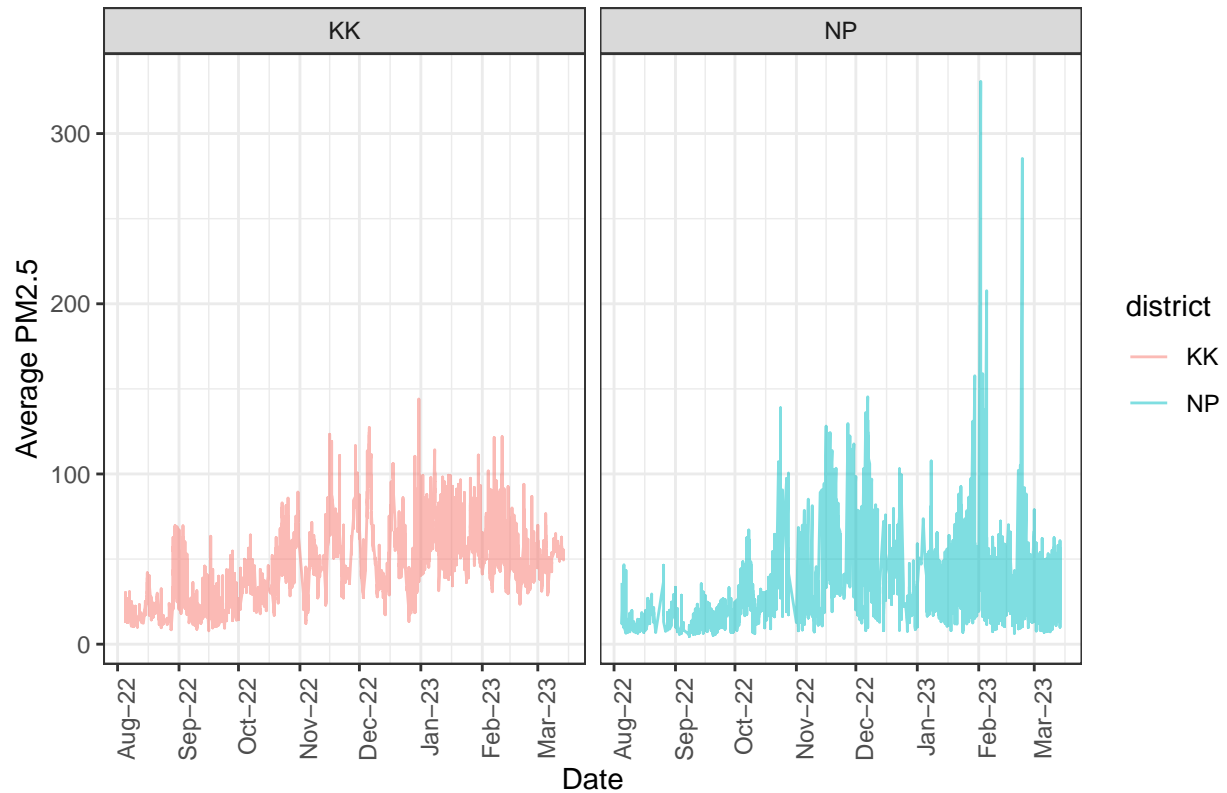 KK
NP
Average PM2.5
300
200
100
0
Aug−22
Sep−22
Oct−22
Nov−22
Dec−22
Jan−23
Feb−23
Mar−23
Aug−22
Sep−22
Oct−22
Nov−22
Dec−22
Jan−23
Feb−23
Mar−23
Date
district
KK
NP